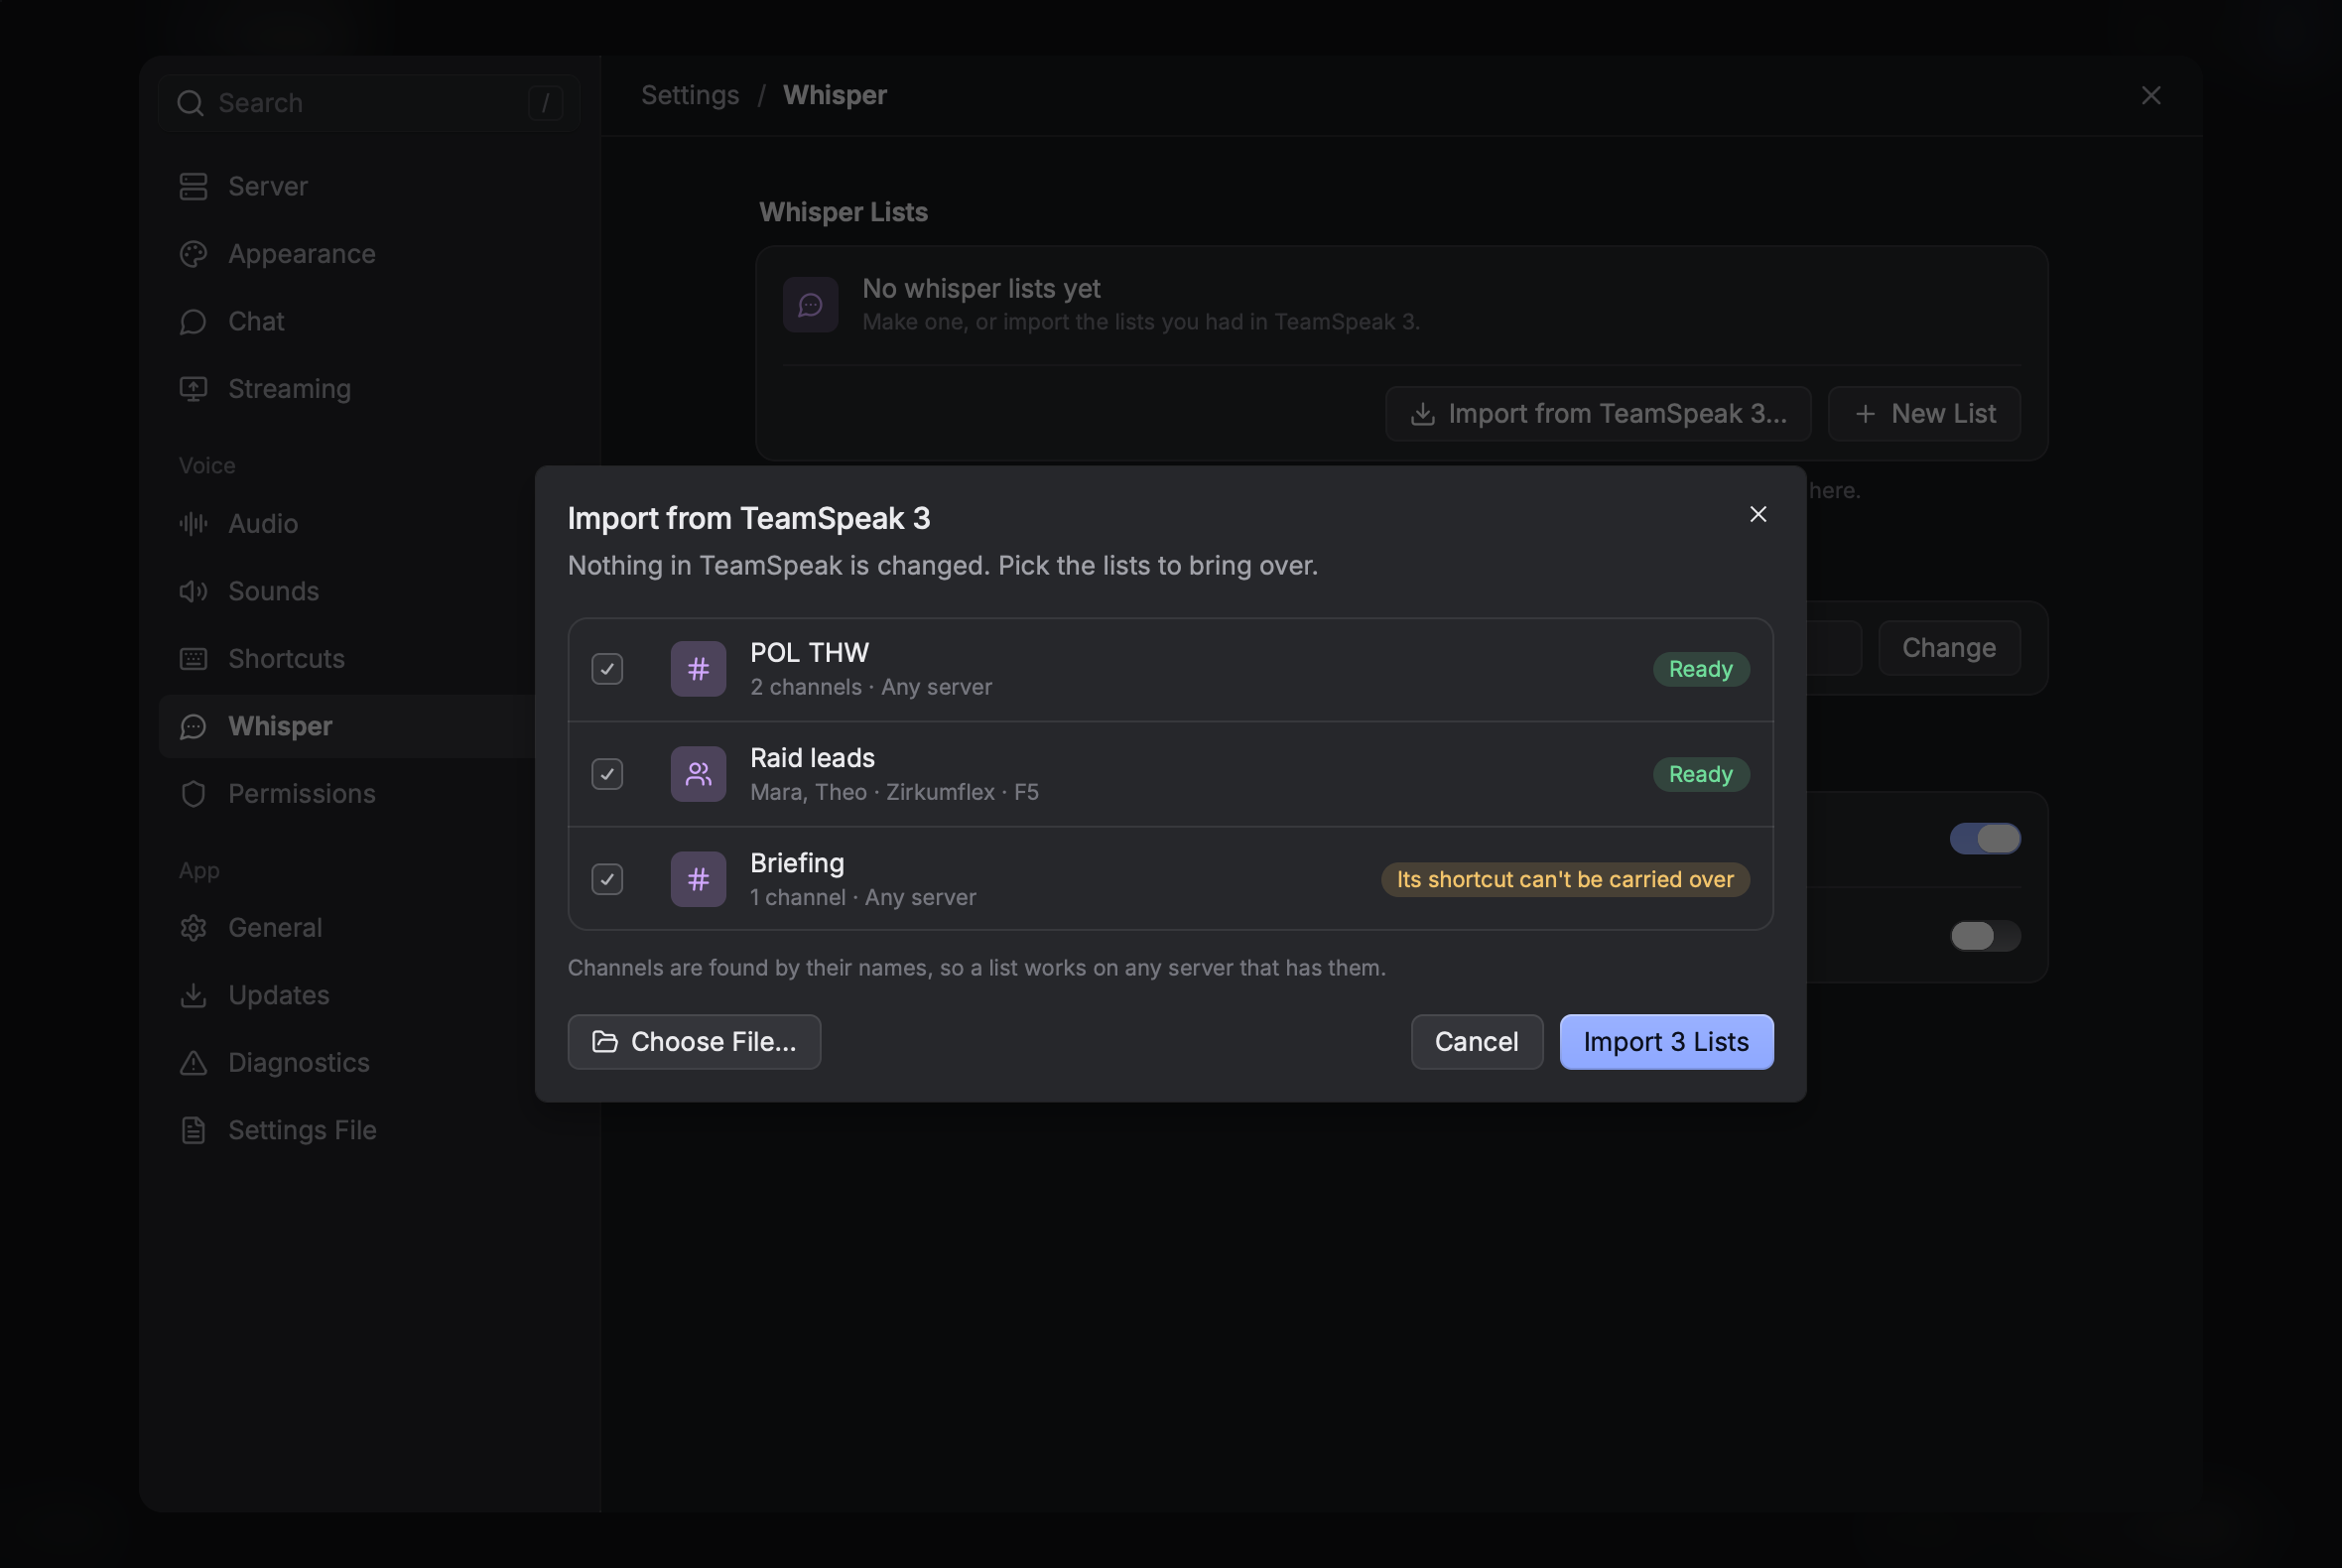 Search
/
Server
Appearance
Chat
Streaming
Voice
Audio
Sounds
Shortcuts
Whisper
Permissions
App
General
Updates
Diagnostics
Settings File
Settings / Whisper
Whisper Lists
No whisper lists yet
Make one, or import the lists you had in TeamSpeak 3.
Import from TeamSpeak 3...
New List
here.
Change
Import from TeamSpeak 3
Nothing in TeamSpeak is changed. Pick the lists to bring over.
POL THW
2 channels · Any server
Ready
Raid leads
Mara, Theo · Zirkumflex · F5
Ready
Briefing
1 channel · Any server
Its shortcut can't be carried over
Channels are found by their names, so a list works on any server that has them.
Choose File...
Cancel
Import 3 Lists